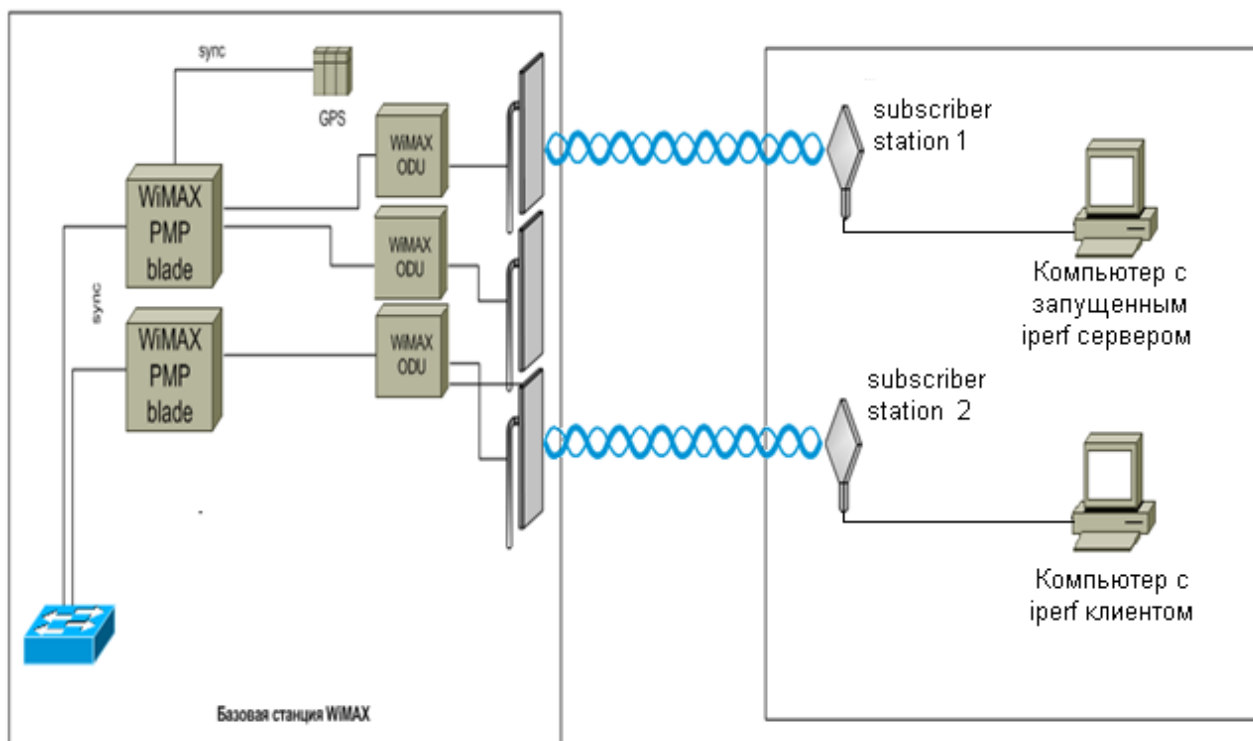 sync
GPS
WiMAX
ODU
WiMAX
PMP
blade
WiMAX
ODU
sync
WiMAX
PMP
blade
WiMAX
ODU
Базовая станция WiMAX
subscriber
station 1
Компьютер с
запущенным
iperf сервером
subscriber
station 2
Компьютер с
iperf клиентом